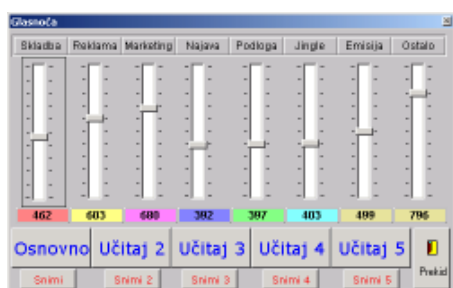 Glasnoća
Skladba Reklama Marketing Najava Podloga Jingle Emisija Ostalo
462 603 680 392 397 403 499 796
Osnovno Učitaj 2 Učitaj 3 Učitaj 4 Učitaj 5
Snimi Snimi 2 Snimi 3 Snimi 4 Snimi 5 Prekid